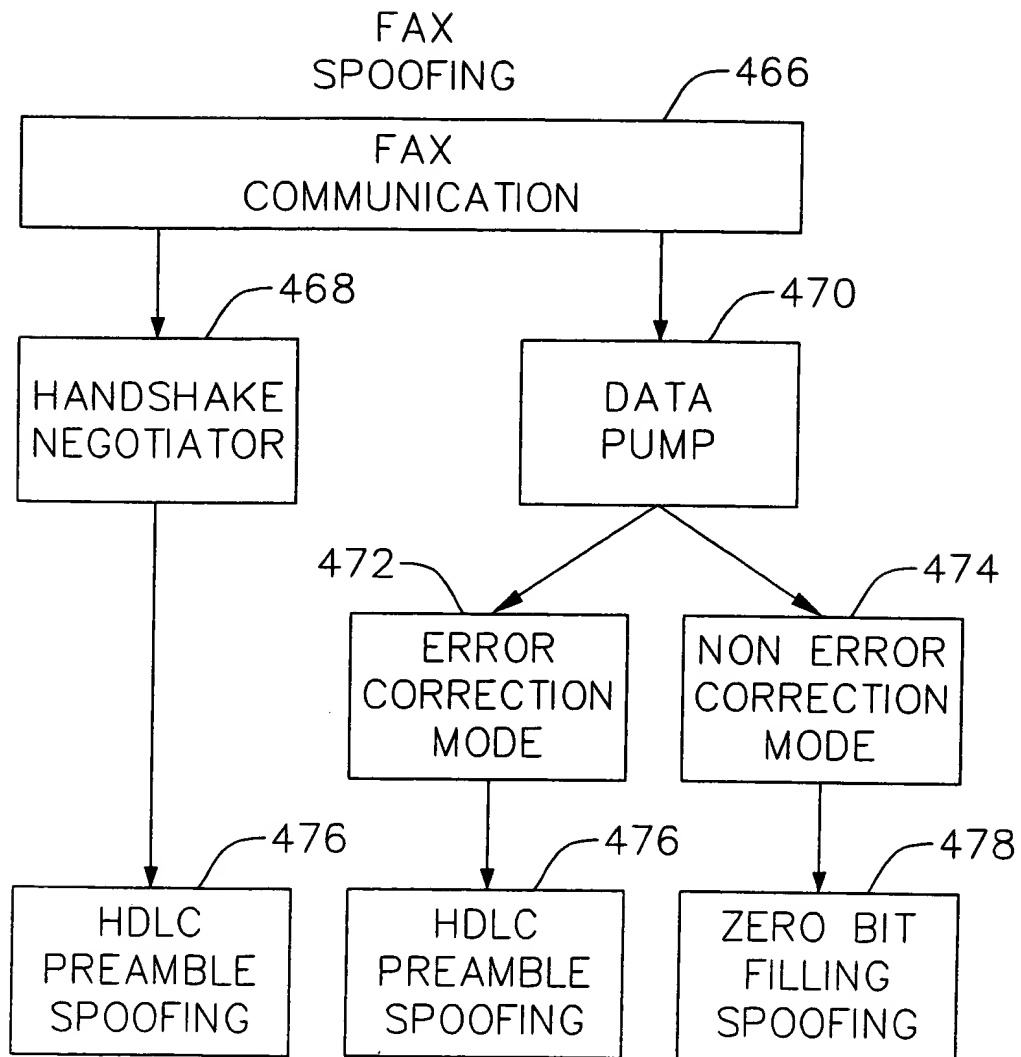 FAX
SPOOFING
466
FAX
COMMUNICATION
468
470
HANDSHAKE
NEGOTIATOR
DATA
PUMP
472
474
ERROR
CORRECTION
MODE
NON ERROR
CORRECTION
MODE
476
476
478
HDLC
PREAMBLE
SPOOFING
HDLC
PREAMBLE
SPOOFING
ZERO BIT
FILLING
SPOOFING